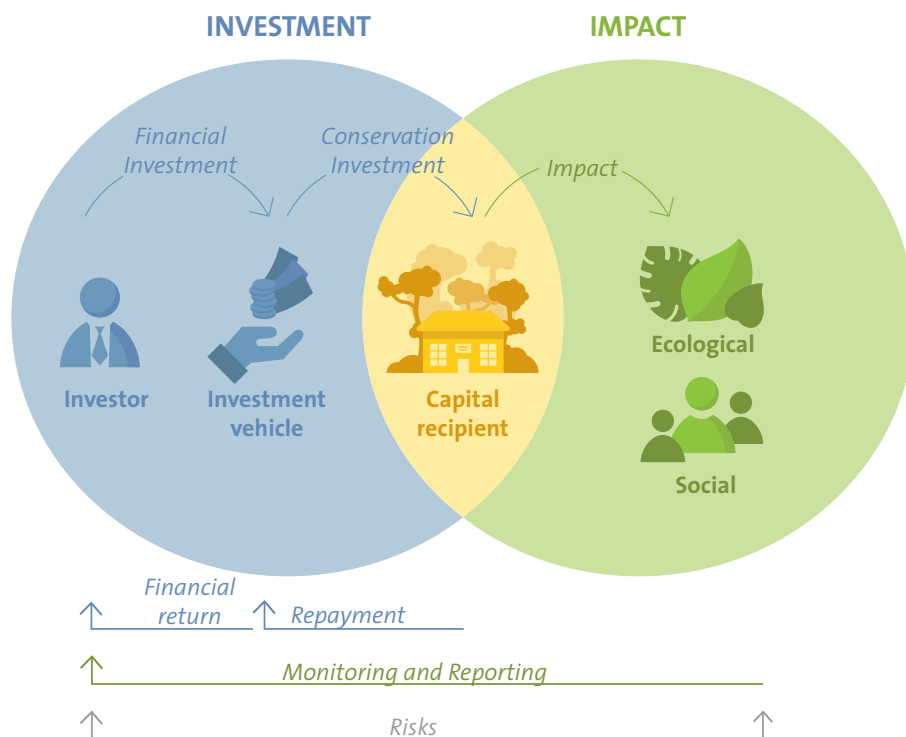 INVESTMENT
IMPACT
Financial
Investment
Conservation
Investment
Impact
Investor
Investment
vehicle
Capital
recipient
Ecological
Social
Financial
return
Repayment
Monitoring and Reporting
Risks